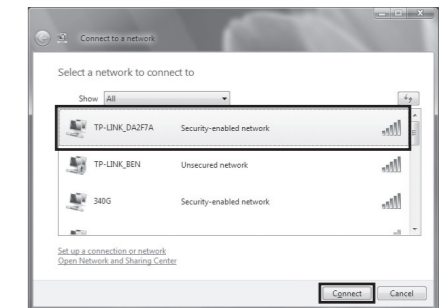 Connect to a network
Select a network to connect to
Show All
TP-LINK_DA2F7A Security-enabled network
TP-LINK_BEN Unsecured network
340G Security-enabled network
Set up a connection or network
Open Network and Sharing Center
Connect Cancel